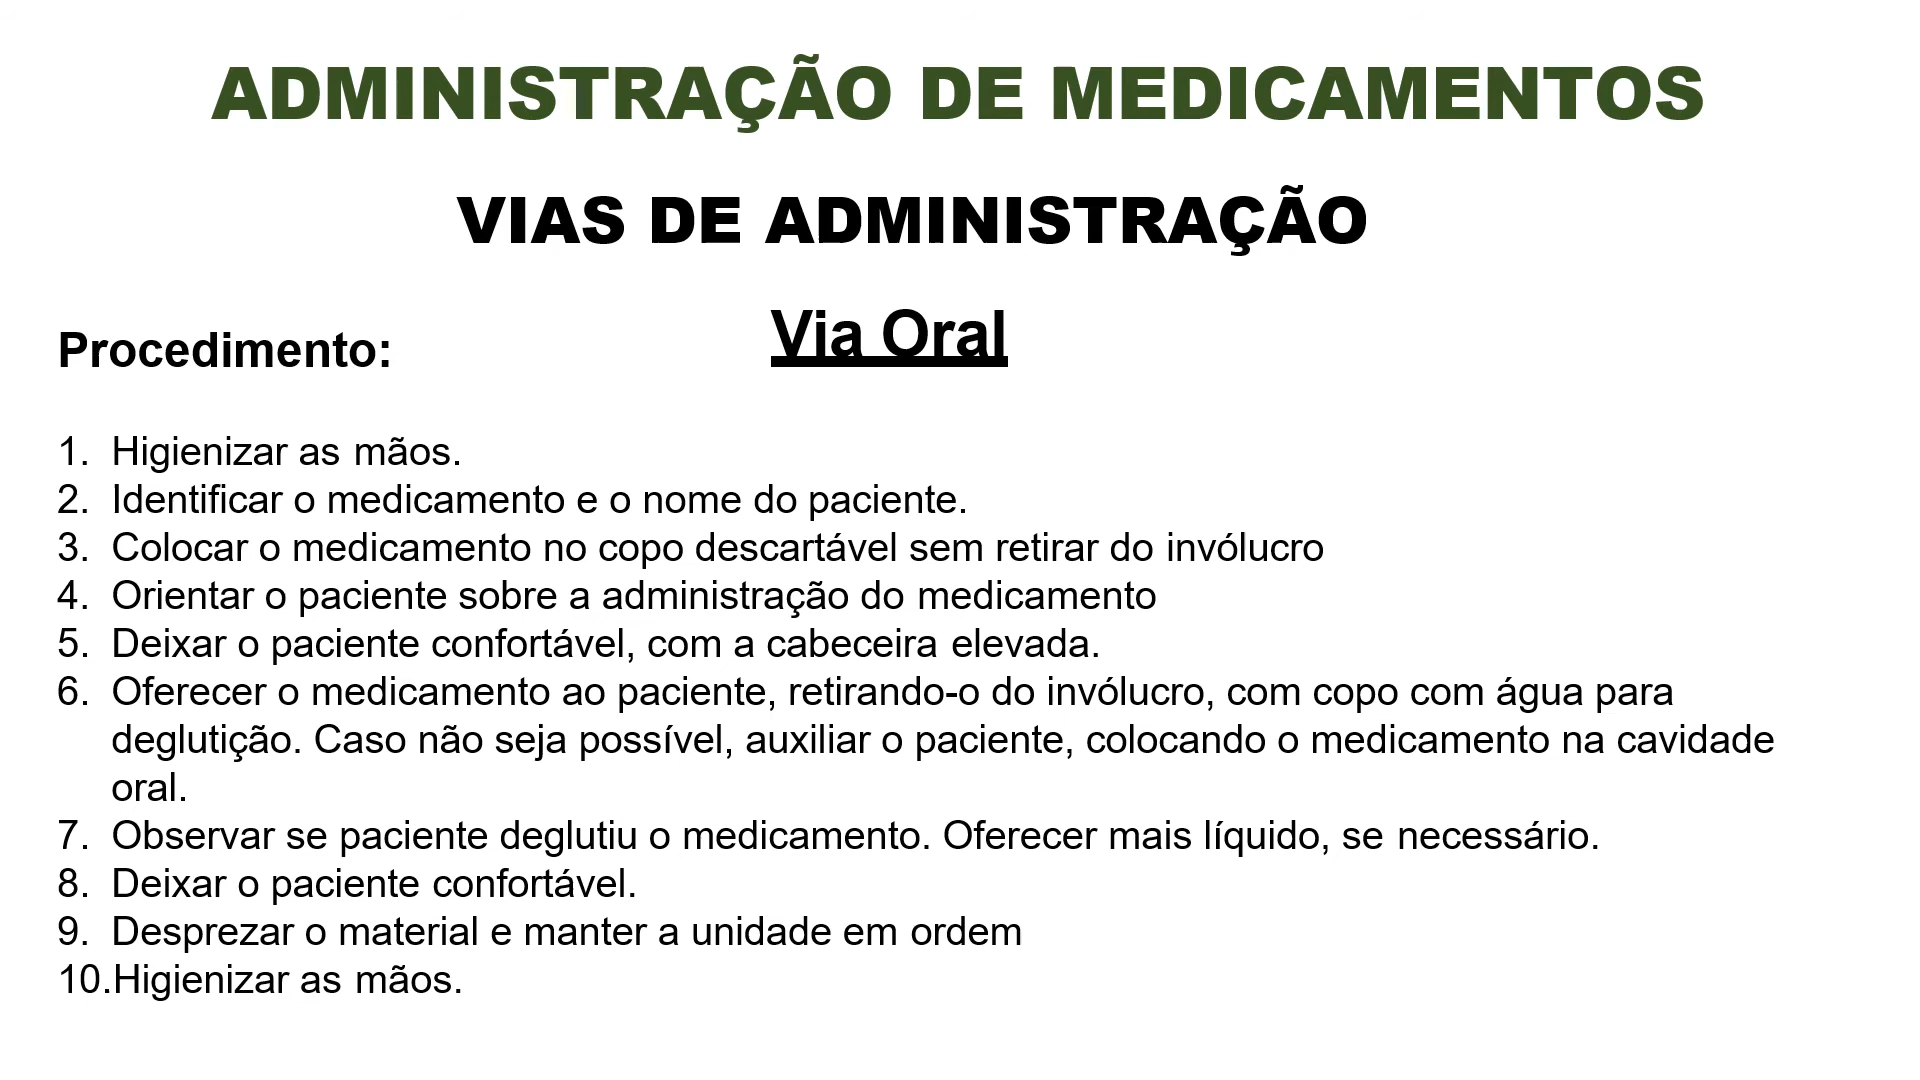 ADMINISTRAÇÃO DE MEDICAMENTOS
VIAS DE ADMINISTRAÇÃO
Via Oral
Procedimento:
1. Higienizar as mãos.
2. Identificar o medicamento e o nome do paciente.
3. Colocar o medicamento no copo descartável sem retirar do invólucro
4. Orientar o paciente sobre a administração do medicamento
5. Deixar o paciente confortável, com a cabeceira elevada.
6. Oferecer o medicamento ao paciente, retirando-o do invólucro, com copo com água para
deglutição. Caso não seja possível, auxiliar o paciente, colocando o medicamento na cavidade
oral.
7. Observar se paciente deglutiu o medicamento. Oferecer mais líquido, se necessário.
8. Deixar o paciente confortável.
9. Desprezar o material e manter a unidade em ordem
10.Higienizar as mãos.